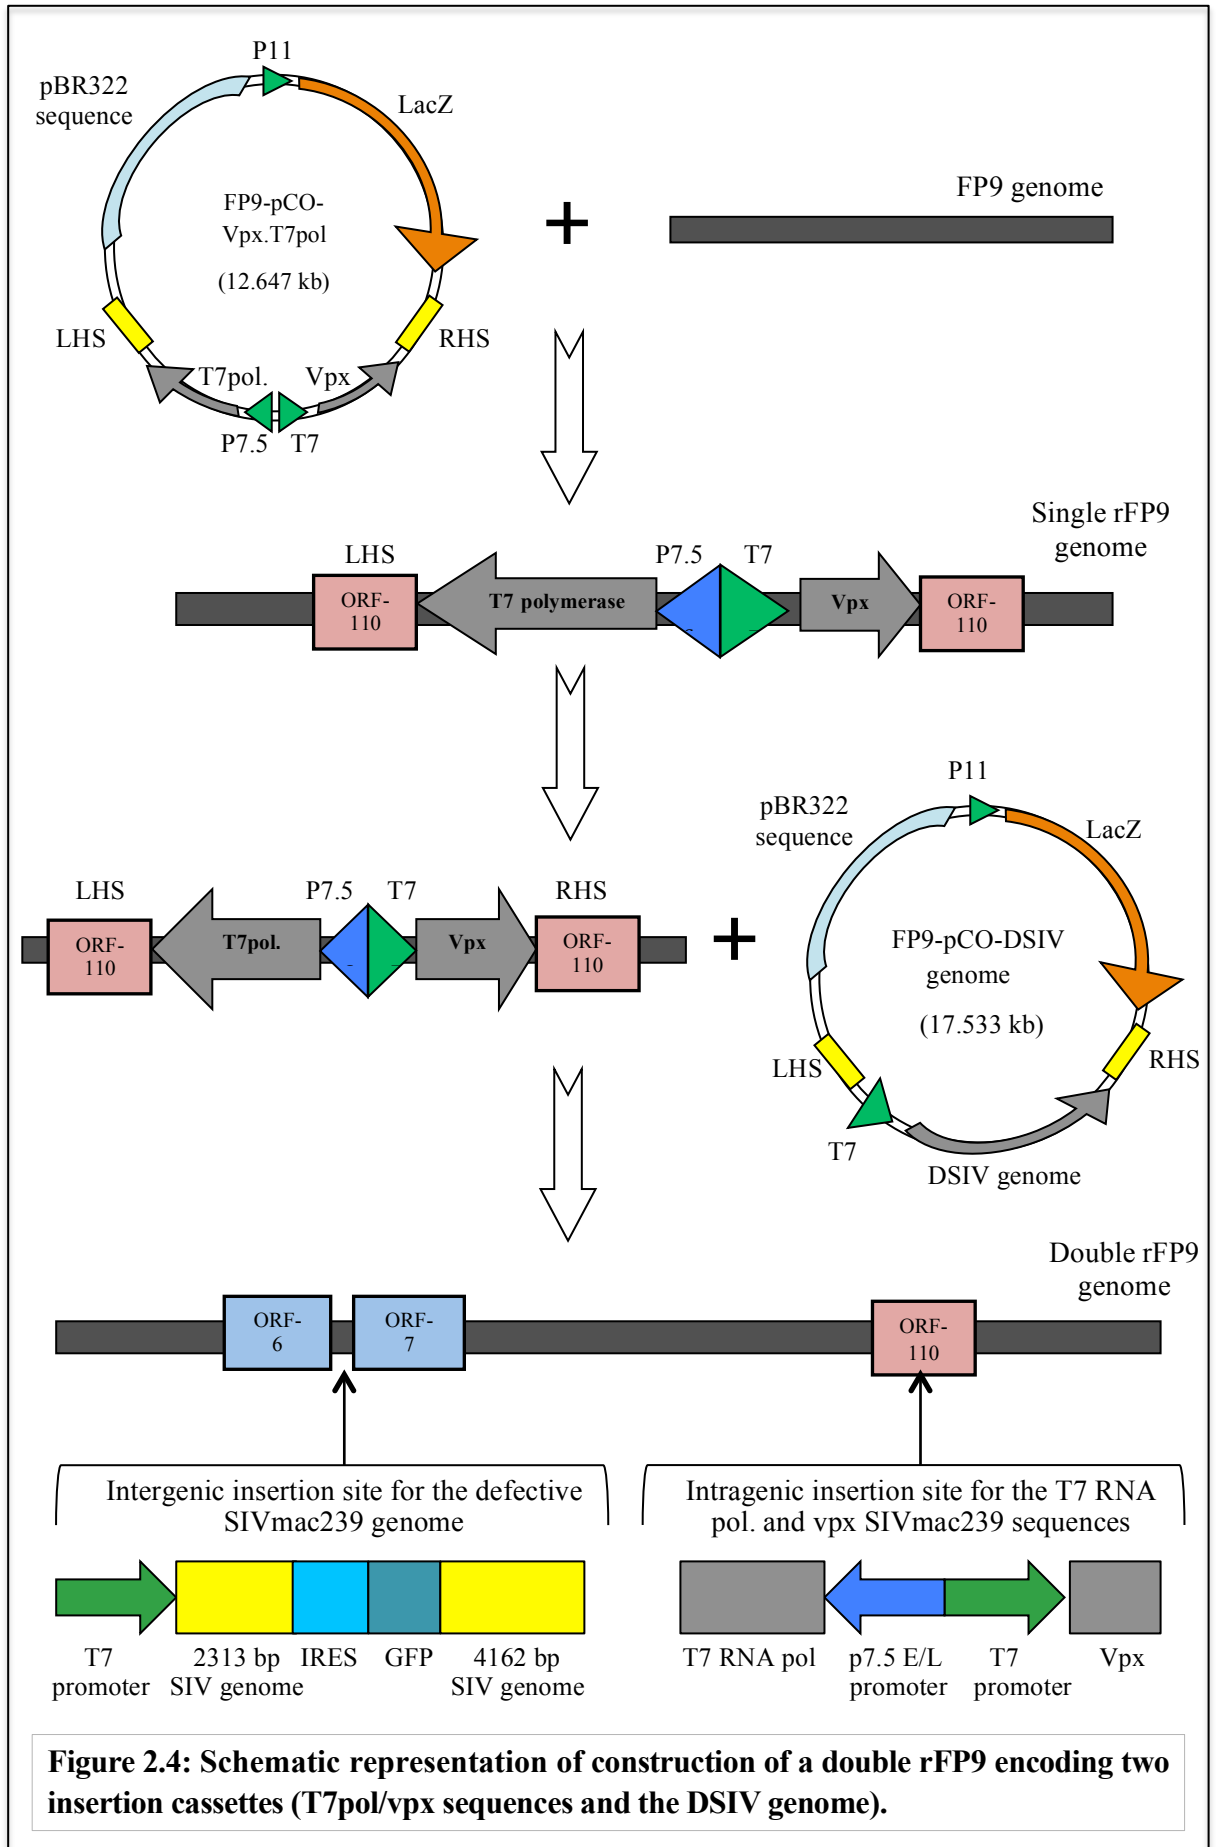 P11
pBR322
sequence
LacZ
FP9-pCO-
Vpx.T7pol
(12.647 kb)
FP9 genome
LHS
RHS
T7pol.
Vpx
P7.5
T7
Single rFP9
genome
LHS
P7.5
T7
ORF-
110
T7 polymerase
Vpx
ORF-
110
P11
pBR322
sequence
LacZ
LHS
P7.5
T7
RHS
ORF-
110
T7pol.
Vpx
ORF-
110
FP9-pCO-DSIV
genome
(17.533 kb)
LHS
RHS
T7
DSIV genome
Double rFP9
genome
ORF-
6
ORF-
7
ORF-
110
Intergenic insertion site for the defective
SIVmac239 genome
Intragenic insertion site for the T7 RNA
pol. and vpx SIVmac239 sequences
T7
promoter
2313 bp
SIV genome
IRES
GFP
4162 bp
SIV genome
T7 RNA pol
p7.5 E/L
promoter
T7
promoter
Vpx
Figure 2.4: Schematic representation of construction of a double rFP9 encoding two
insertion cassettes (T7pol/vpx sequences and the DSIV genome).